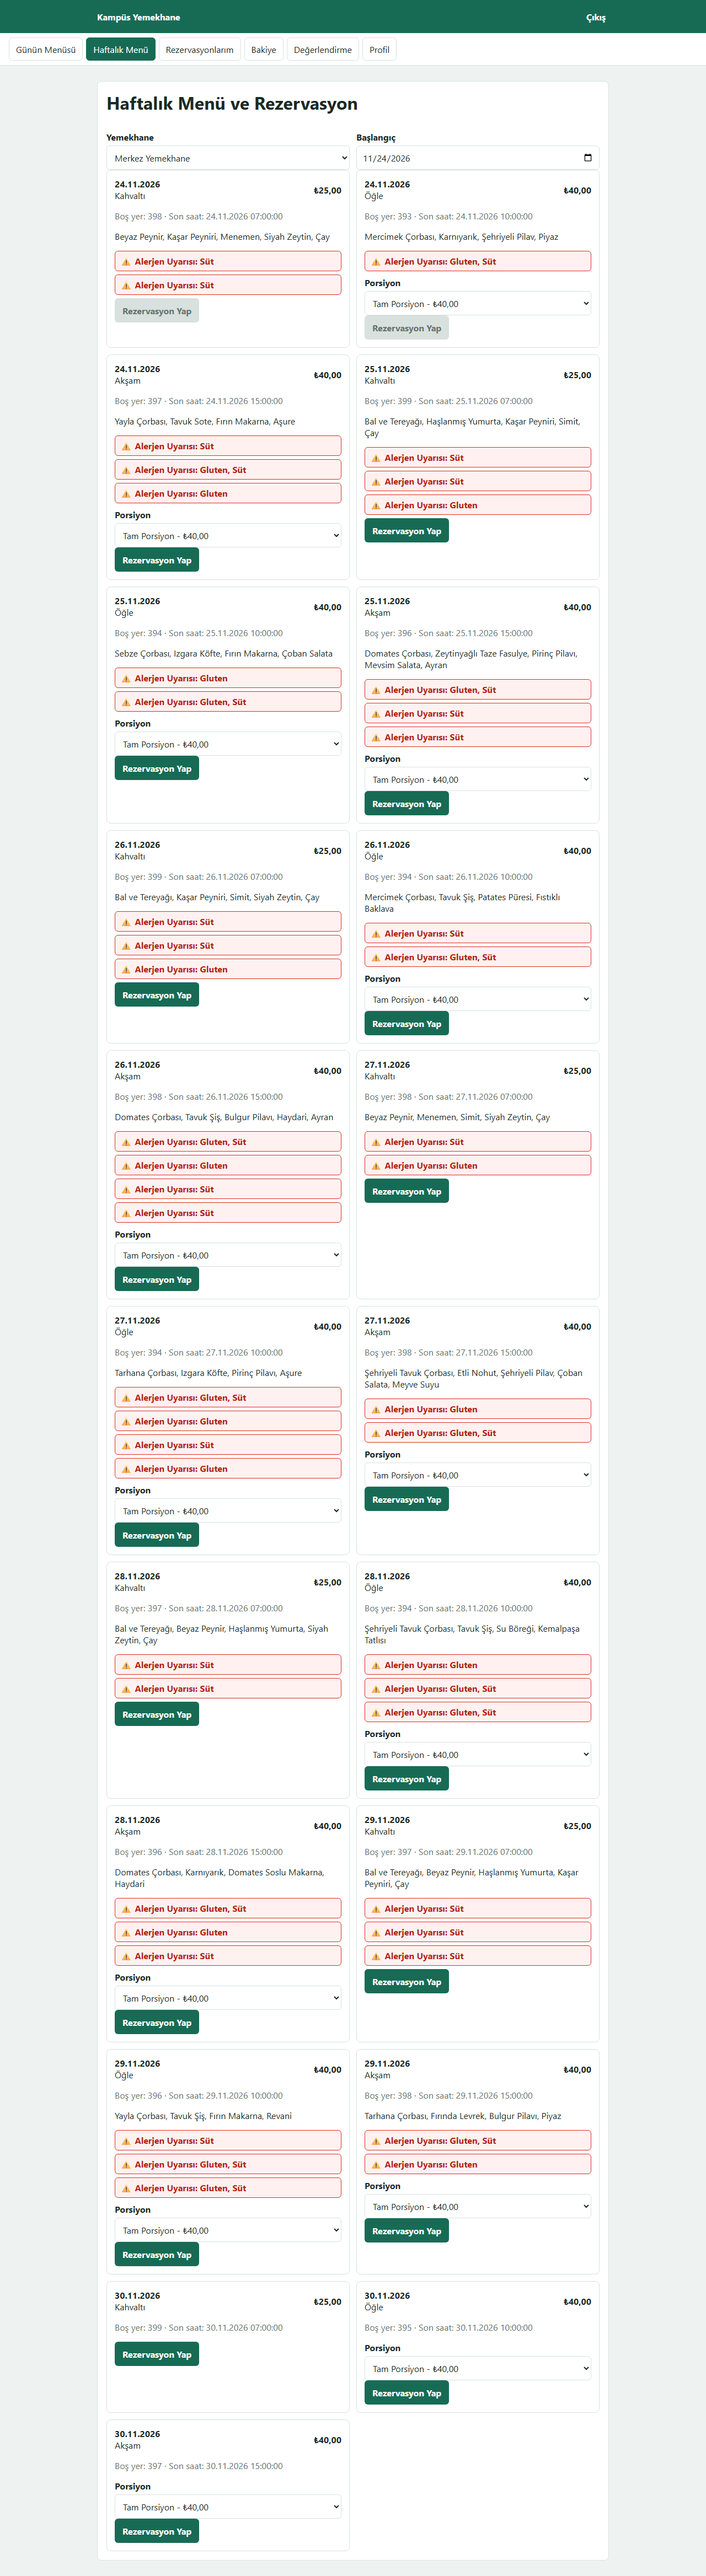 Kampüs Yemekhane
Çıkış
Günün Menüsü
Haftalık Menü
Rezervasyonlarım
Bakiye
Değerlendirme
Profil
Haftalık Menü ve Rezervasyon
Yemekhane
Merkez Yemekhane
Başlangıç
11/24/2026
24.11.2026
Kahvaltı
₺25,00
Boş yer: 398 · Son saat: 24.11.2026 07:00:00
Beyaz Peynir, Kaşar Peyniri, Menemen, Siyah Zeytin, Çay
⚠ Alerjen Uyarısı: Süt
⚠ Alerjen Uyarısı: Süt
Rezervasyon Yap
24.11.2026
Öğle
₺40,00
Boş yer: 393 · Son saat: 24.11.2026 10:00:00
Mercimek Çorbası, Karnıyarık, Şehriyeli Pilav, Piyaz
⚠ Alerjen Uyarısı: Gluten, Süt
Porsiyon
Tam Porsiyon - ₺40,00
Rezervasyon Yap
24.11.2026
Akşam
₺40,00
Boş yer: 397 · Son saat: 24.11.2026 15:00:00
Yayla Çorbası, Tavuk Sote, Fırın Makarna, Aşure
⚠ Alerjen Uyarısı: Süt
⚠ Alerjen Uyarısı: Gluten, Süt
⚠ Alerjen Uyarısı: Gluten
Porsiyon
Tam Porsiyon - ₺40,00
Rezervasyon Yap
25.11.2026
Kahvaltı
₺25,00
Boş yer: 399 · Son saat: 25.11.2026 07:00:00
Bal ve Tereyağı, Haşlanmış Yumurta, Kaşar Peyniri, Simit,
Çay
⚠ Alerjen Uyarısı: Süt
⚠ Alerjen Uyarısı: Süt
⚠ Alerjen Uyarısı: Gluten
Rezervasyon Yap
25.11.2026
Öğle
₺40,00
Boş yer: 394 · Son saat: 25.11.2026 10:00:00
Sebze Çorbası, Izgara Köfte, Fırın Makarna, Çoban Salata
⚠ Alerjen Uyarısı: Gluten
⚠ Alerjen Uyarısı: Gluten, Süt
Porsiyon
Tam Porsiyon - ₺40,00
Rezervasyon Yap
25.11.2026
Akşam
₺40,00
Boş yer: 396 · Son saat: 25.11.2026 15:00:00
Domates Çorbası, Zeytinyağlı Taze Fasulye, Pirinç Pilavı,
Mevsim Salata, Ayran
⚠ Alerjen Uyarısı: Gluten, Süt
⚠ Alerjen Uyarısı: Süt
⚠ Alerjen Uyarısı: Süt
Porsiyon
Tam Porsiyon - ₺40,00
Rezervasyon Yap
26.11.2026
Kahvaltı
₺25,00
Boş yer: 399 · Son saat: 26.11.2026 07:00:00
Bal ve Tereyağı, Kaşar Peyniri, Simit, Siyah Zeytin, Çay
⚠ Alerjen Uyarısı: Süt
⚠ Alerjen Uyarısı: Süt
⚠ Alerjen Uyarısı: Gluten
Rezervasyon Yap
26.11.2026
Öğle
₺40,00
Boş yer: 394 · Son saat: 26.11.2026 10:00:00
Mercimek Çorbası, Tavuk Şiş, Patates Püresi, Fıstıklı
Baklava
⚠ Alerjen Uyarısı: Süt
⚠ Alerjen Uyarısı: Gluten, Süt
Porsiyon
Tam Porsiyon - ₺40,00
Rezervasyon Yap
26.11.2026
Akşam
₺40,00
Boş yer: 398 · Son saat: 26.11.2026 15:00:00
Domates Çorbası, Tavuk Şiş, Bulgur Pilavı, Haydari, Ayran
⚠ Alerjen Uyarısı: Gluten, Süt
⚠ Alerjen Uyarısı: Gluten
⚠ Alerjen Uyarısı: Süt
⚠ Alerjen Uyarısı: Süt
Porsiyon
Tam Porsiyon - ₺40,00
Rezervasyon Yap
27.11.2026
Kahvaltı
₺25,00
Boş yer: 398 · Son saat: 27.11.2026 07:00:00
Beyaz Peynir, Menemen, Simit, Siyah Zeytin, Çay
⚠ Alerjen Uyarısı: Süt
⚠ Alerjen Uyarısı: Gluten
Rezervasyon Yap
27.11.2026
Öğle
₺40,00
Boş yer: 394 · Son saat: 27.11.2026 10:00:00
Tarhana Çorbası, Izgara Köfte, Pirinç Pilavı, Aşure
⚠ Alerjen Uyarısı: Gluten, Süt
⚠ Alerjen Uyarısı: Gluten
⚠ Alerjen Uyarısı: Süt
⚠ Alerjen Uyarısı: Gluten
Porsiyon
Tam Porsiyon - ₺40,00
Rezervasyon Yap
27.11.2026
Akşam
₺40,00
Boş yer: 398 · Son saat: 27.11.2026 15:00:00
Şehriyeli Tavuk Çorbası, Etli Nohut, Şehriyeli Pilav, Çoban
Salata, Meyve Suyu
⚠ Alerjen Uyarısı: Gluten
⚠ Alerjen Uyarısı: Gluten, Süt
Porsiyon
Tam Porsiyon - ₺40,00
Rezervasyon Yap
28.11.2026
Kahvaltı
₺25,00
Boş yer: 397 · Son saat: 28.11.2026 07:00:00
Bal ve Tereyağı, Beyaz Peynir, Haşlanmış Yumurta, Siyah
Zeytin, Çay
⚠ Alerjen Uyarısı: Süt
⚠ Alerjen Uyarısı: Süt
Rezervasyon Yap
28.11.2026
Öğle
₺40,00
Boş yer: 394 · Son saat: 28.11.2026 10:00:00
Şehriyeli Tavuk Çorbası, Tavuk Şiş, Su Böreği, Kemalpaşa
Tatlısı
⚠ Alerjen Uyarısı: Gluten
⚠ Alerjen Uyarısı: Gluten, Süt
⚠ Alerjen Uyarısı: Gluten, Süt
Porsiyon
Tam Porsiyon - ₺40,00
Rezervasyon Yap
28.11.2026
Akşam
₺40,00
Boş yer: 396 · Son saat: 28.11.2026 15:00:00
Domates Çorbası, Karnıyarık, Domates Soslu Makarna,
Haydari
⚠ Alerjen Uyarısı: Gluten, Süt
⚠ Alerjen Uyarısı: Gluten
⚠ Alerjen Uyarısı: Süt
Porsiyon
Tam Porsiyon - ₺40,00
Rezervasyon Yap
29.11.2026
Kahvaltı
₺25,00
Boş yer: 397 · Son saat: 29.11.2026 07:00:00
Bal ve Tereyağı, Beyaz Peynir, Haşlanmış Yumurta, Kaşar
Peyniri, Çay
⚠ Alerjen Uyarısı: Süt
⚠ Alerjen Uyarısı: Süt
⚠ Alerjen Uyarısı: Süt
Rezervasyon Yap
29.11.2026
Öğle
₺40,00
Boş yer: 396 · Son saat: 29.11.2026 10:00:00
Yayla Çorbası, Tavuk Şiş, Fırın Makarna, Revani
⚠ Alerjen Uyarısı: Süt
⚠ Alerjen Uyarısı: Gluten, Süt
⚠ Alerjen Uyarısı: Gluten, Süt
Porsiyon
Tam Porsiyon - ₺40,00
Rezervasyon Yap
29.11.2026
Akşam
₺40,00
Boş yer: 398 · Son saat: 29.11.2026 15:00:00
Tarhana Çorbası, Fırında Levrek, Bulgur Pilavı, Piyaz
⚠ Alerjen Uyarısı: Gluten, Süt
⚠ Alerjen Uyarısı: Gluten
Porsiyon
Tam Porsiyon - ₺40,00
Rezervasyon Yap
30.11.2026
Kahvaltı
₺25,00
Boş yer: 399 · Son saat: 30.11.2026 07:00:00
Rezervasyon Yap
30.11.2026
Öğle
₺40,00
Boş yer: 395 · Son saat: 30.11.2026 10:00:00
Porsiyon
Tam Porsiyon - ₺40,00
Rezervasyon Yap
30.11.2026
Akşam
₺40,00
Boş yer: 397 · Son saat: 30.11.2026 15:00:00
Porsiyon
Tam Porsiyon - ₺40,00
Rezervasyon Yap